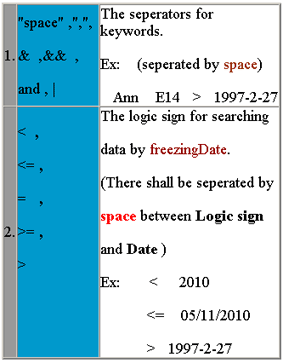 1.
"space" ,",",
& ,&& ,
and , |
The seperators for
keywords.
Ex: (seperated by space)
Ann E14 > 1997-2-27
2.
< ,
<= ,
= ,
>= ,
>
The logic sign for searching
data by freezingDate.
(There shall be seperated by
space between Logic sign
and Date )
Ex: < 2010
<= 05/11/2010
> 1997-2-27